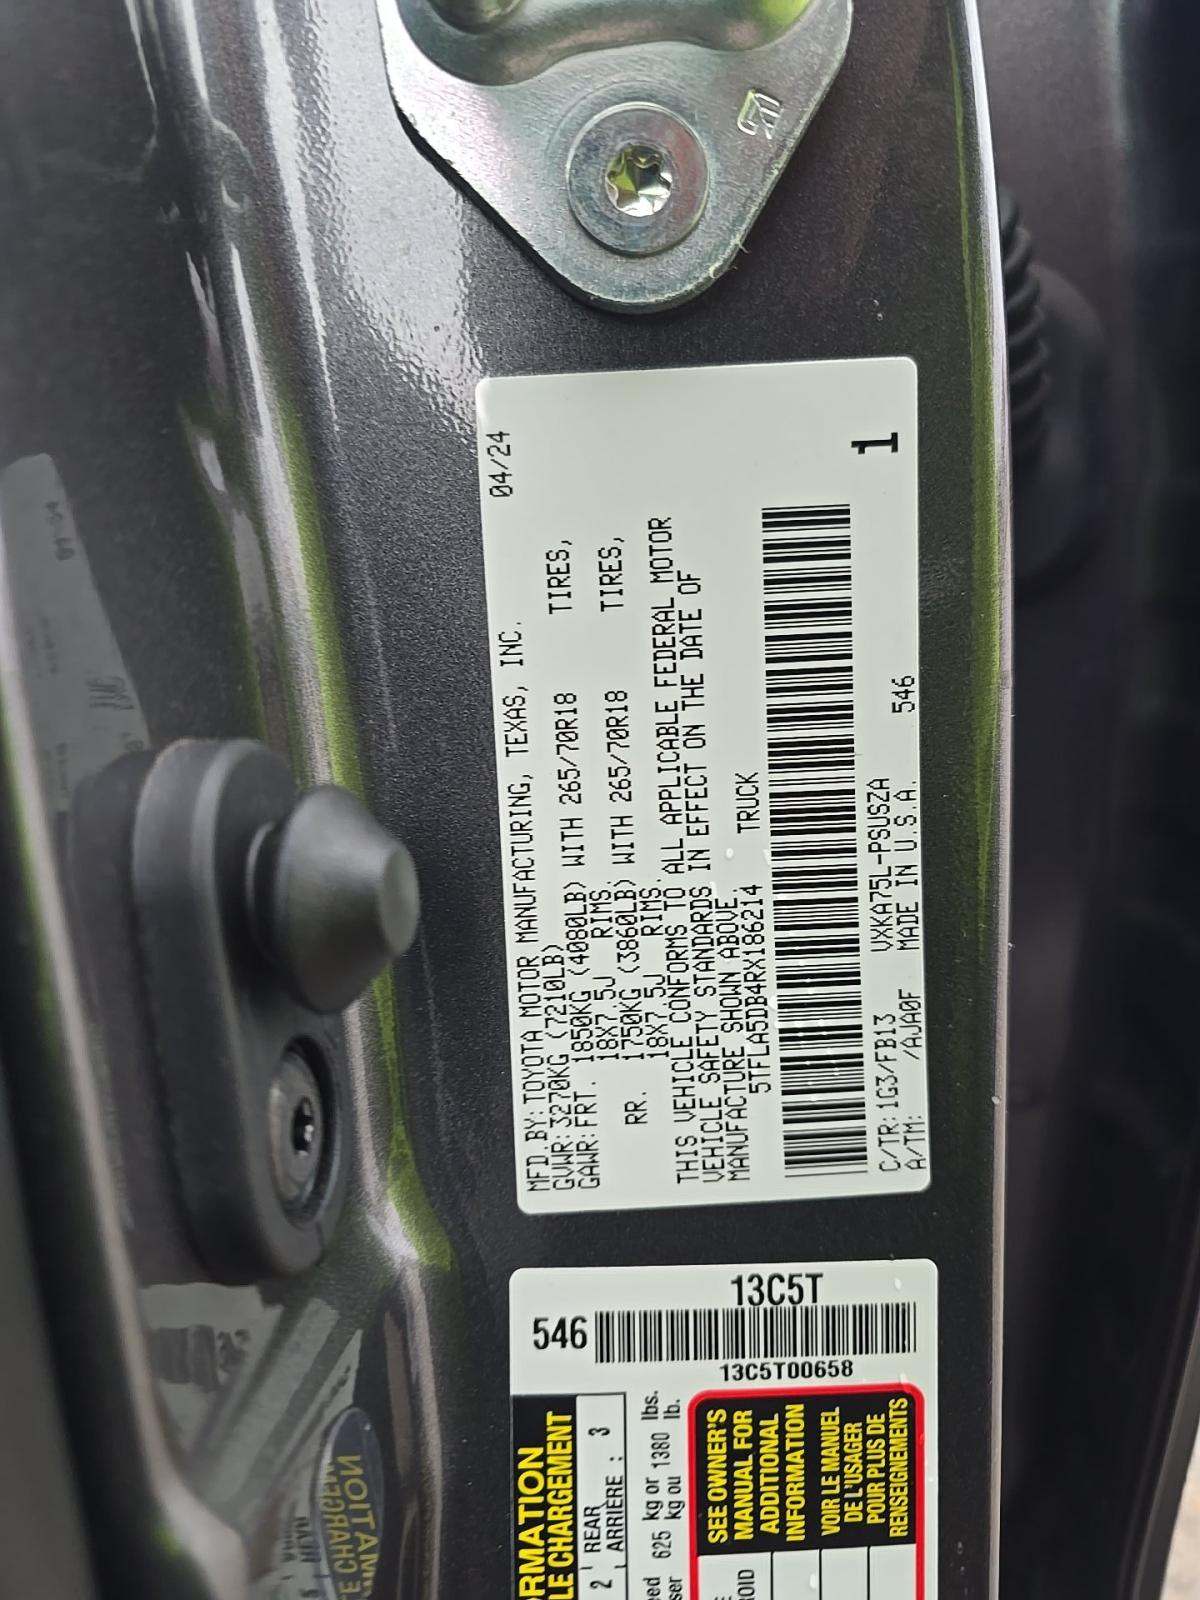 04/24
MFD.BY: TOYOTA MOTOR MANUFACTURING, TEXAS, INC.
GVWR: 3270KG (7210LB)
GAWR: FRT. 1850KG (4080LB) WITH 265/70R18 TIRES,
18X7.5J RIMS.
RR. 1750KG (3860LB) WITH 265/70R18 TIRES,
18X7.5J RIMS.
THIS VEHICLE CONFORMS TO ALL APPLICABLE FEDERAL MOTOR
VEHICLE SAFETY STANDARDS IN EFFECT ON THE DATE OF
MANUFACTURE SHOWN ABOVE.
5TFLA5DB4RX186214 TRUCK
1
C/TR: 1G3/FB13 VXKA75L-PSUSZA
A/TM: /AJA0F MADE IN U.S.A. 546
13C5T
546
13C5T00658
RMATION
LE CHARGEMENT
2 REAR
ARRIÈRE : 3
625 kg or 1380 lbs.
kg ou lb.
SEE OWNER'S
MANUAL FOR
ADDITIONAL
INFORMATION
VOIR LE MANUEL
DE L'USAGER
POUR PLUS DE
RENSEIGNEMENTS